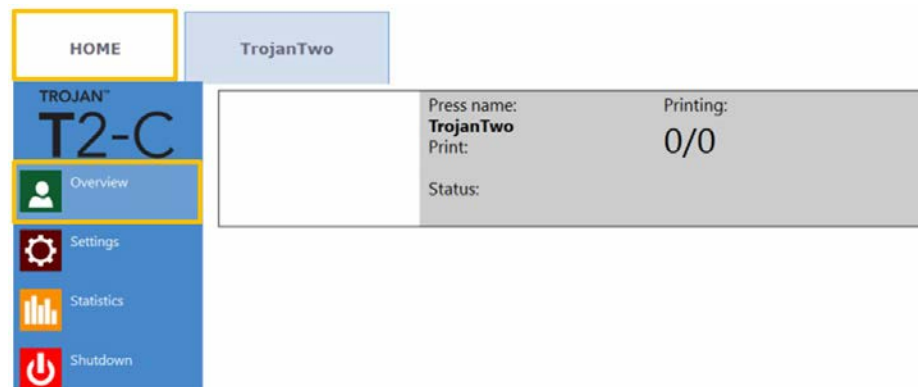 HOME
TrojanTwo
TROJAN™
T2-C
Overview
Settings
Statistics
Shutdown
Press name:
TrojanTwo
Print:
Status:
Printing:
0/0